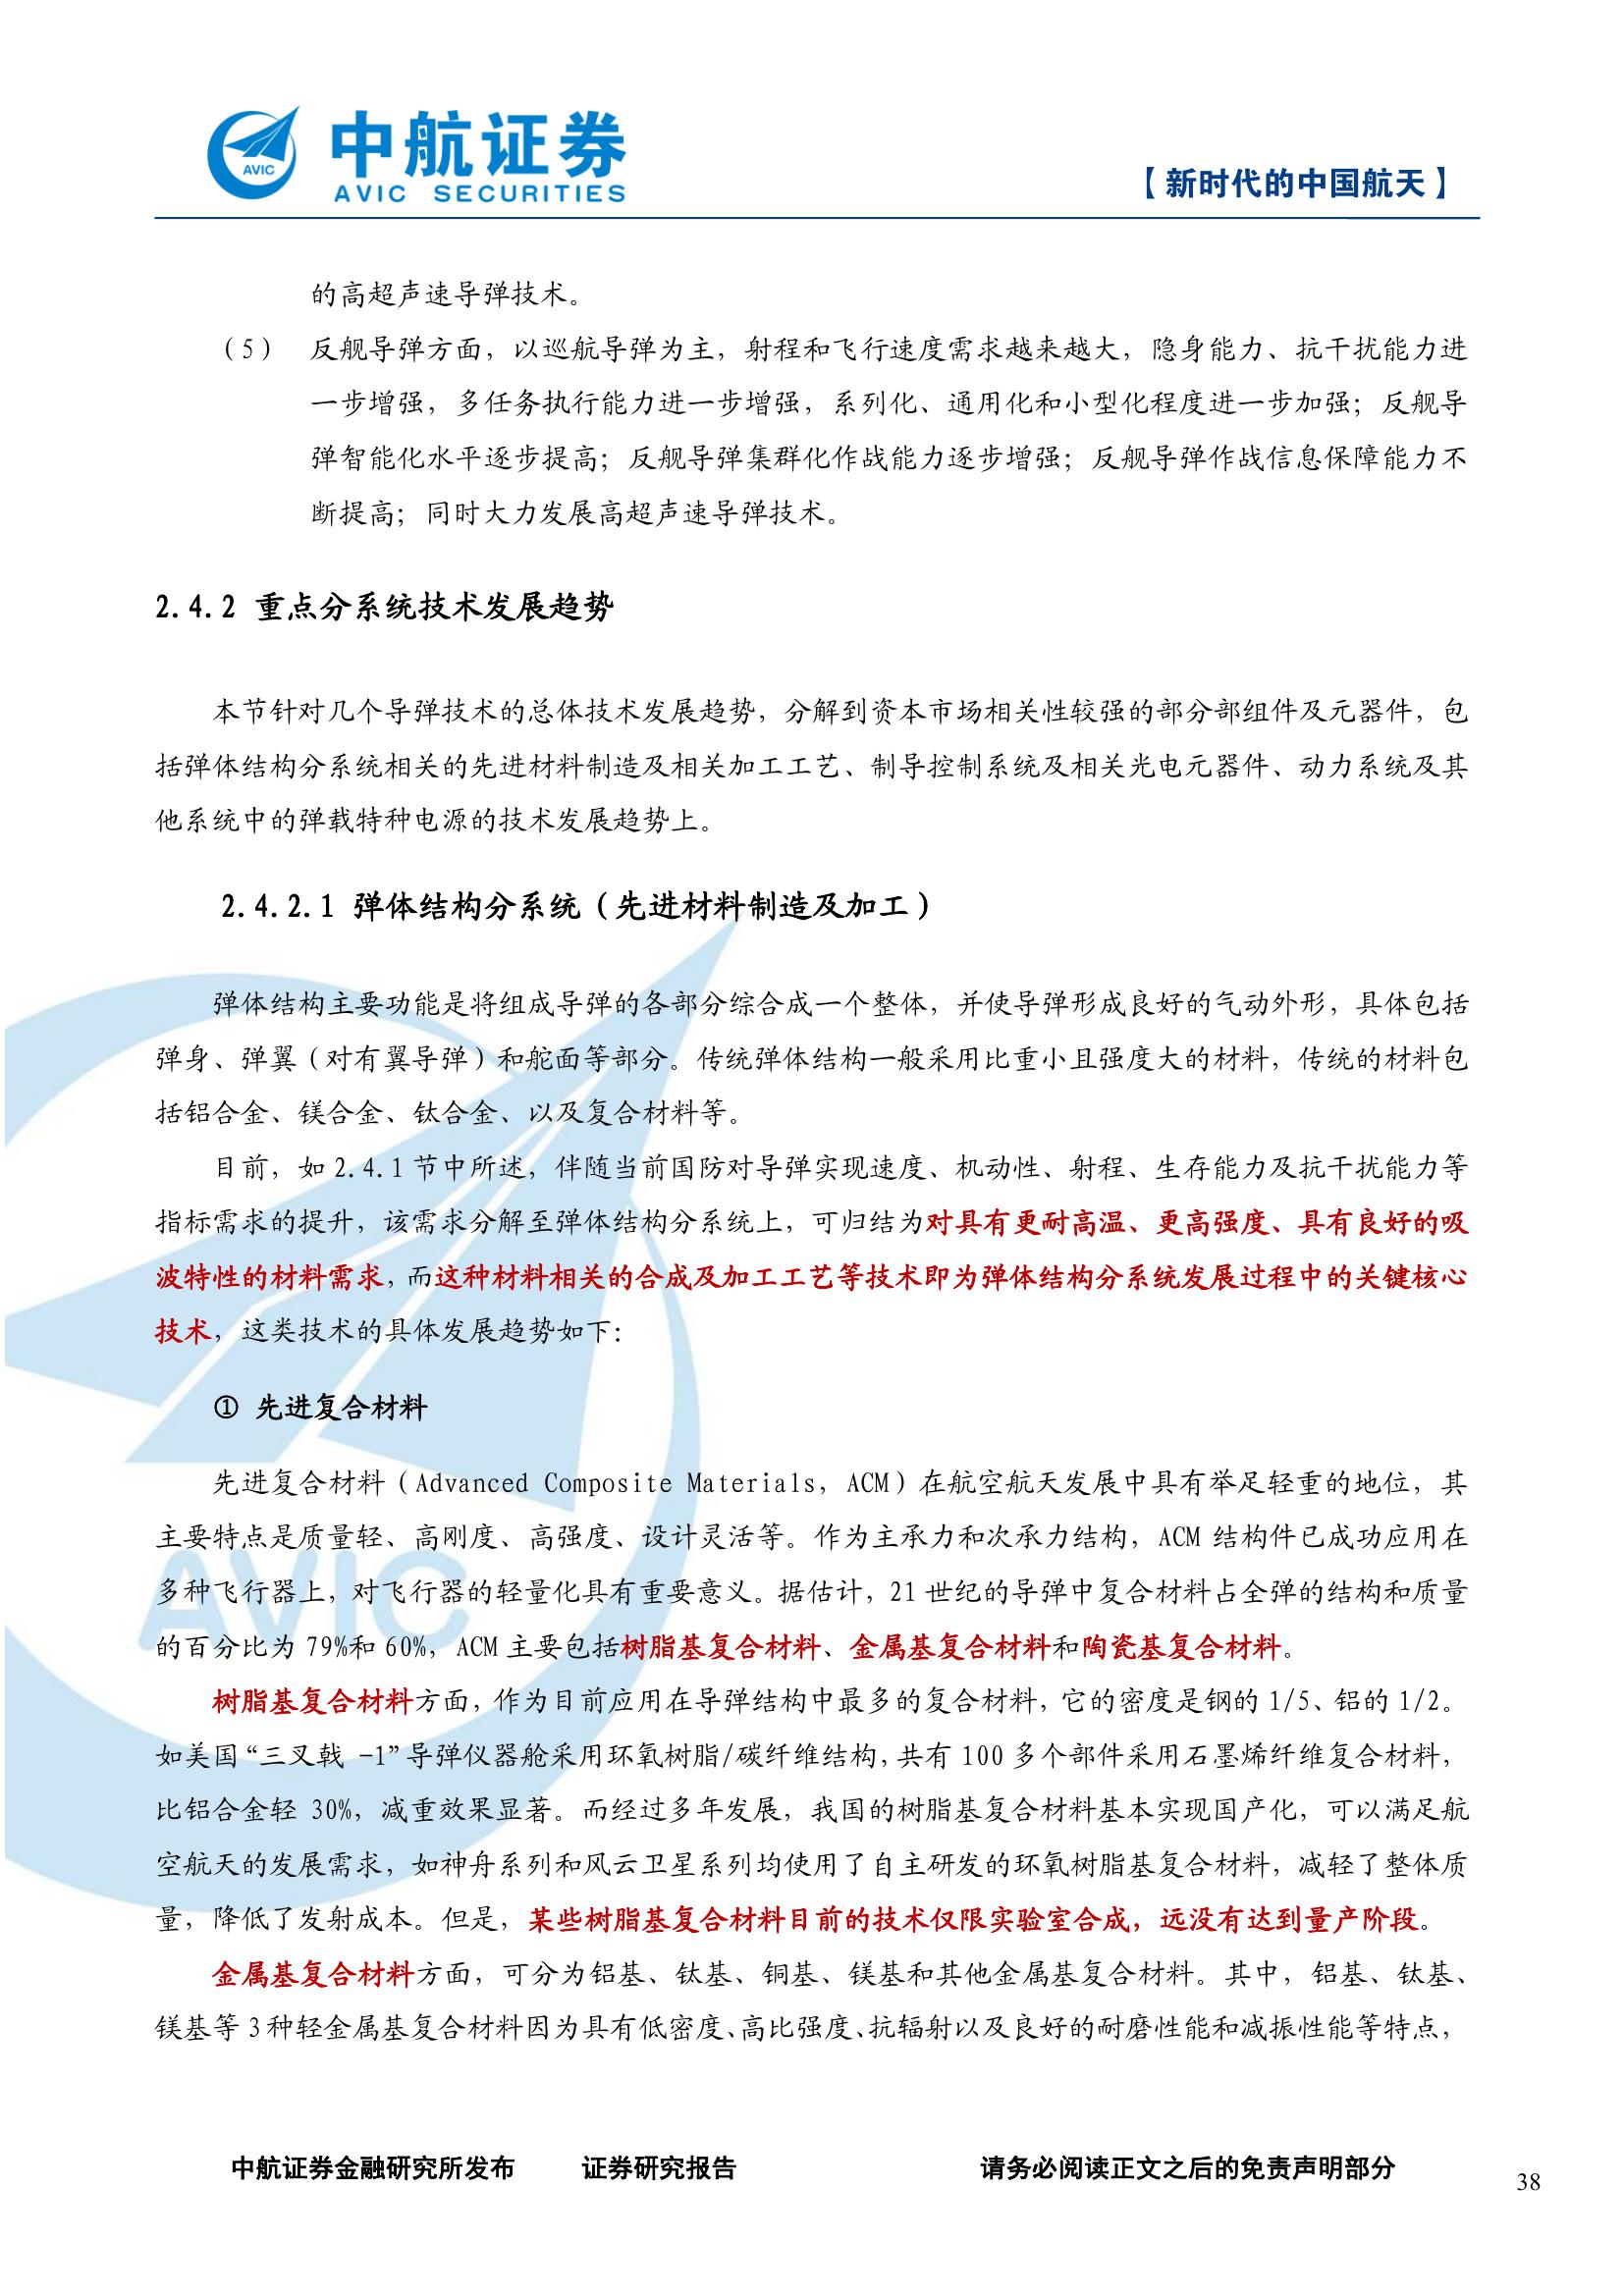 中航证券
AVIC SECURITIES
AVIC
【新时代的中国航天】
的高超声速导弹技术。
（5） 反舰导弹方面，以巡航导弹为主，射程和飞行速度需求越来越大，隐身能力、抗干扰能力进
一步增强，多任务执行能力进一步增强，系列化、通用化和小型化程度进一步加强；反舰导
弹智能化水平逐步提高；反舰导弹集群化作战能力逐步增强；反舰导弹作战信息保障能力不
断提高；同时大力发展高超声速导弹技术。
2.4.2 重点分系统技术发展趋势
本节针对几个导弹技术的总体技术发展趋势，分解到资本市场相关性较强的部分部组件及元器件，包
括弹体结构分系统相关的先进材料制造及相关加工工艺、制导控制系统及相关光电元器件、动力系统及其
他系统中的弹载特种电源的技术发展趋势上。
2.4.2.1 弹体结构分系统（先进材料制造及加工）
弹体结构主要功能是将组成导弹的各部分综合成一个整体，并使导弹形成良好的气动外形，具体包括
弹身、弹翼（对有翼导弹）和舵面等部分。传统弹体结构一般采用比重小且强度大的材料，传统的材料包
括铝合金、镁合金、钛合金、以及复合材料等。
目前，如 2.4.1 节中所述，伴随当前国防对导弹实现速度、机动性、射程、生存能力及抗干扰能力等
指标需求的提升，该需求分解至弹体结构分系统上，可归结为对具有更耐高温、更高强度、具有良好的吸
波特性的材料需求，而这种材料相关的合成及加工工艺等技术即为弹体结构分系统发展过程中的关键核心
技术，这类技术的具体发展趋势如下：
① 先进复合材料
先进复合材料（Advanced Composite Materials，ACM）在航空航天发展中具有举足轻重的地位，其
主要特点是质量轻、高刚度、高强度、设计灵活等。作为主承力和次承力结构，ACM 结构件已成功应用在
多种飞行器上，对飞行器的轻量化具有重要意义。据估计，21 世纪的导弹中复合材料占全弹的结构和质量
的百分比为 79%和 60%，ACM 主要包括树脂基复合材料、金属基复合材料和陶瓷基复合材料。
树脂基复合材料方面，作为目前应用在导弹结构中最多的复合材料，它的密度是钢的 1/5、铝的 1/2。
如美国“三叉戟 -1”导弹仪器舱采用环氧树脂/碳纤维结构，共有 100 多个部件采用石墨烯纤维复合材料，
比铝合金轻 30%，减重效果显著。而经过多年发展，我国的树脂基复合材料基本实现国产化，可以满足航
空航天的发展需求，如神舟系列和风云卫星系列均使用了自主研发的环氧树脂基复合材料，减轻了整体质
量，降低了发射成本。但是，某些树脂基复合材料目前的技术仅限实验室合成，远没有达到量产阶段。
金属基复合材料方面，可分为铝基、钛基、铜基、镁基和其他金属基复合材料。其中，铝基、钛基、
镁基等 3 种轻金属基复合材料因为具有低密度、高比强度、抗辐射以及良好的耐磨性能和减振性能等特点，
AVIC
中航证券金融研究所发布 证券研究报告 请务必阅读正文之后的免责声明部分
38